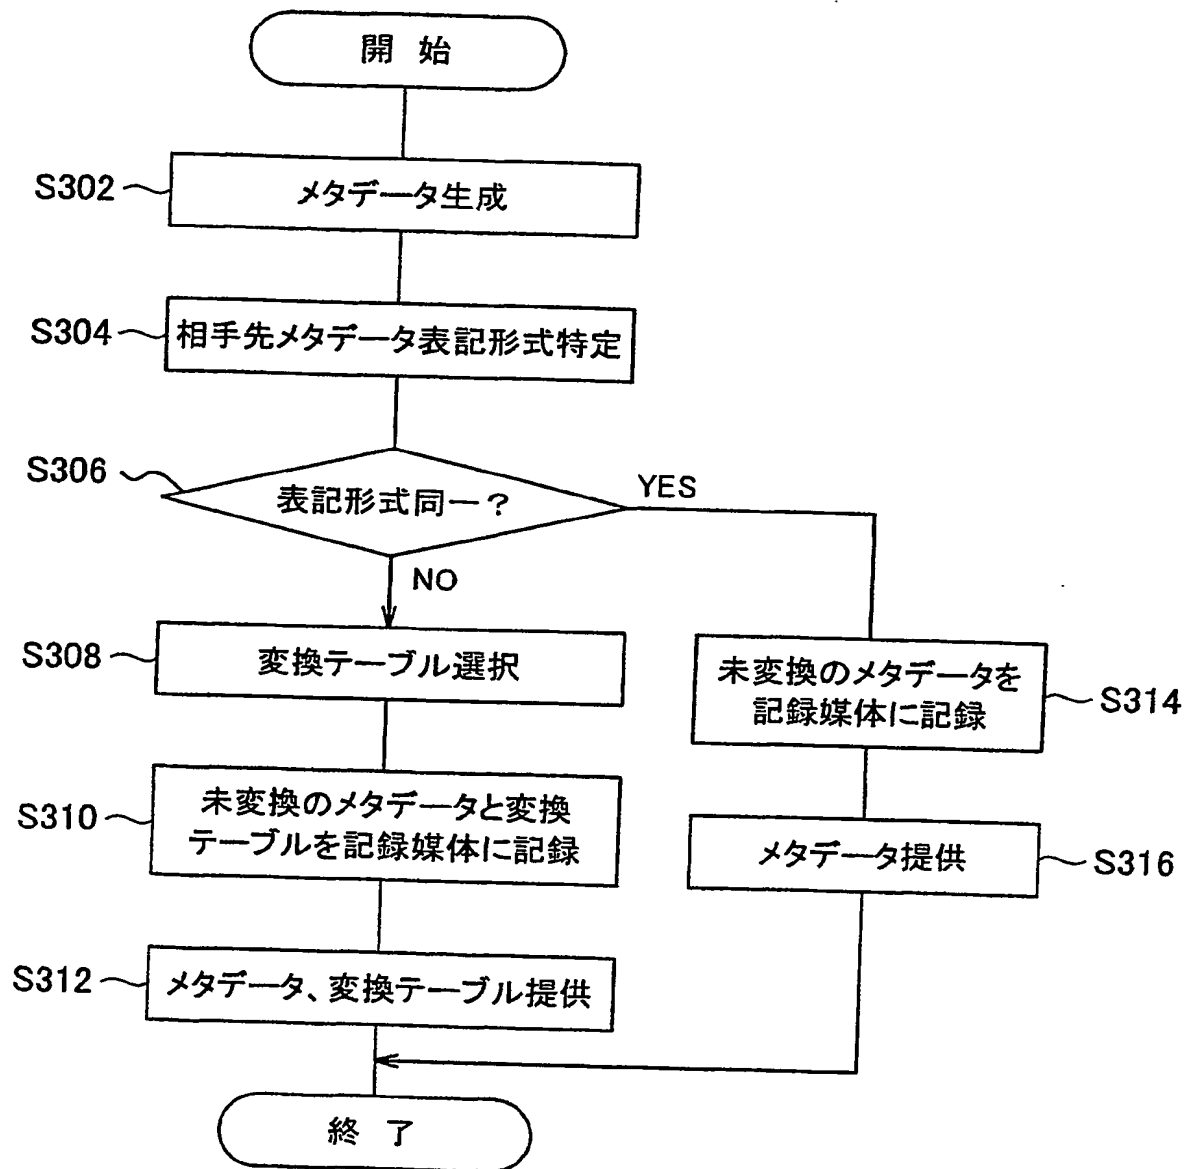 開 始
S302
メタデータ生成
S304
相手先メタデータ表記形式特定
S306
表記形式同一？
YES
NO
S308
変換テーブル選択
未変換のメタデータを
記録媒体に記録
S314
S310
未変換のメタデータと変換
テーブルを記録媒体に記録
メタデータ提供
S316
S312
メタデータ、変換テーブル提供
終 了